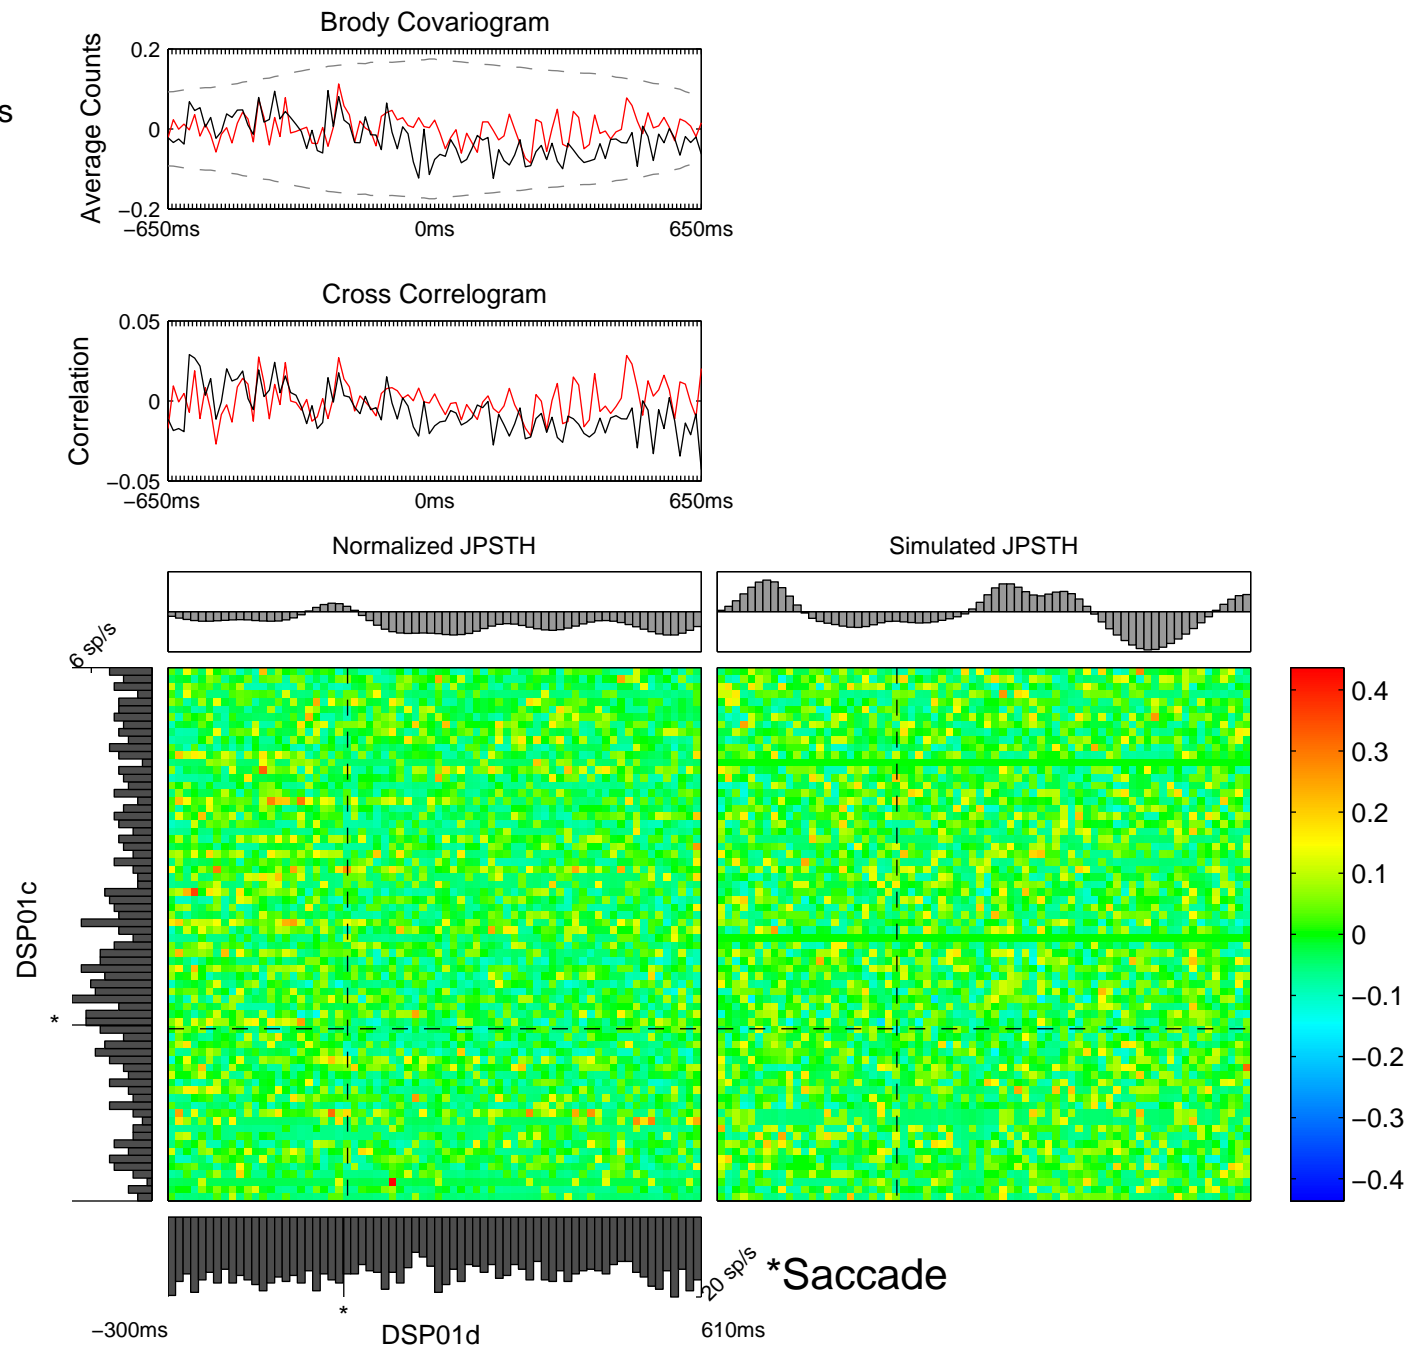 Brody Covariogram
s
Average Counts
0.2
0
−0.2
−650ms
0ms
650ms
Cross Correlogram
Correlation
0.05
0
−0.05
−650ms
0ms
650ms
Normalized JPSTH
Simulated JPSTH
6 sp/s
DSP01c
*
0.4
0.3
0.2
0.1
0
−0.1
−0.2
−0.3
−0.4
20 sp/s
*Saccade
*
−300ms
DSP01d
610ms